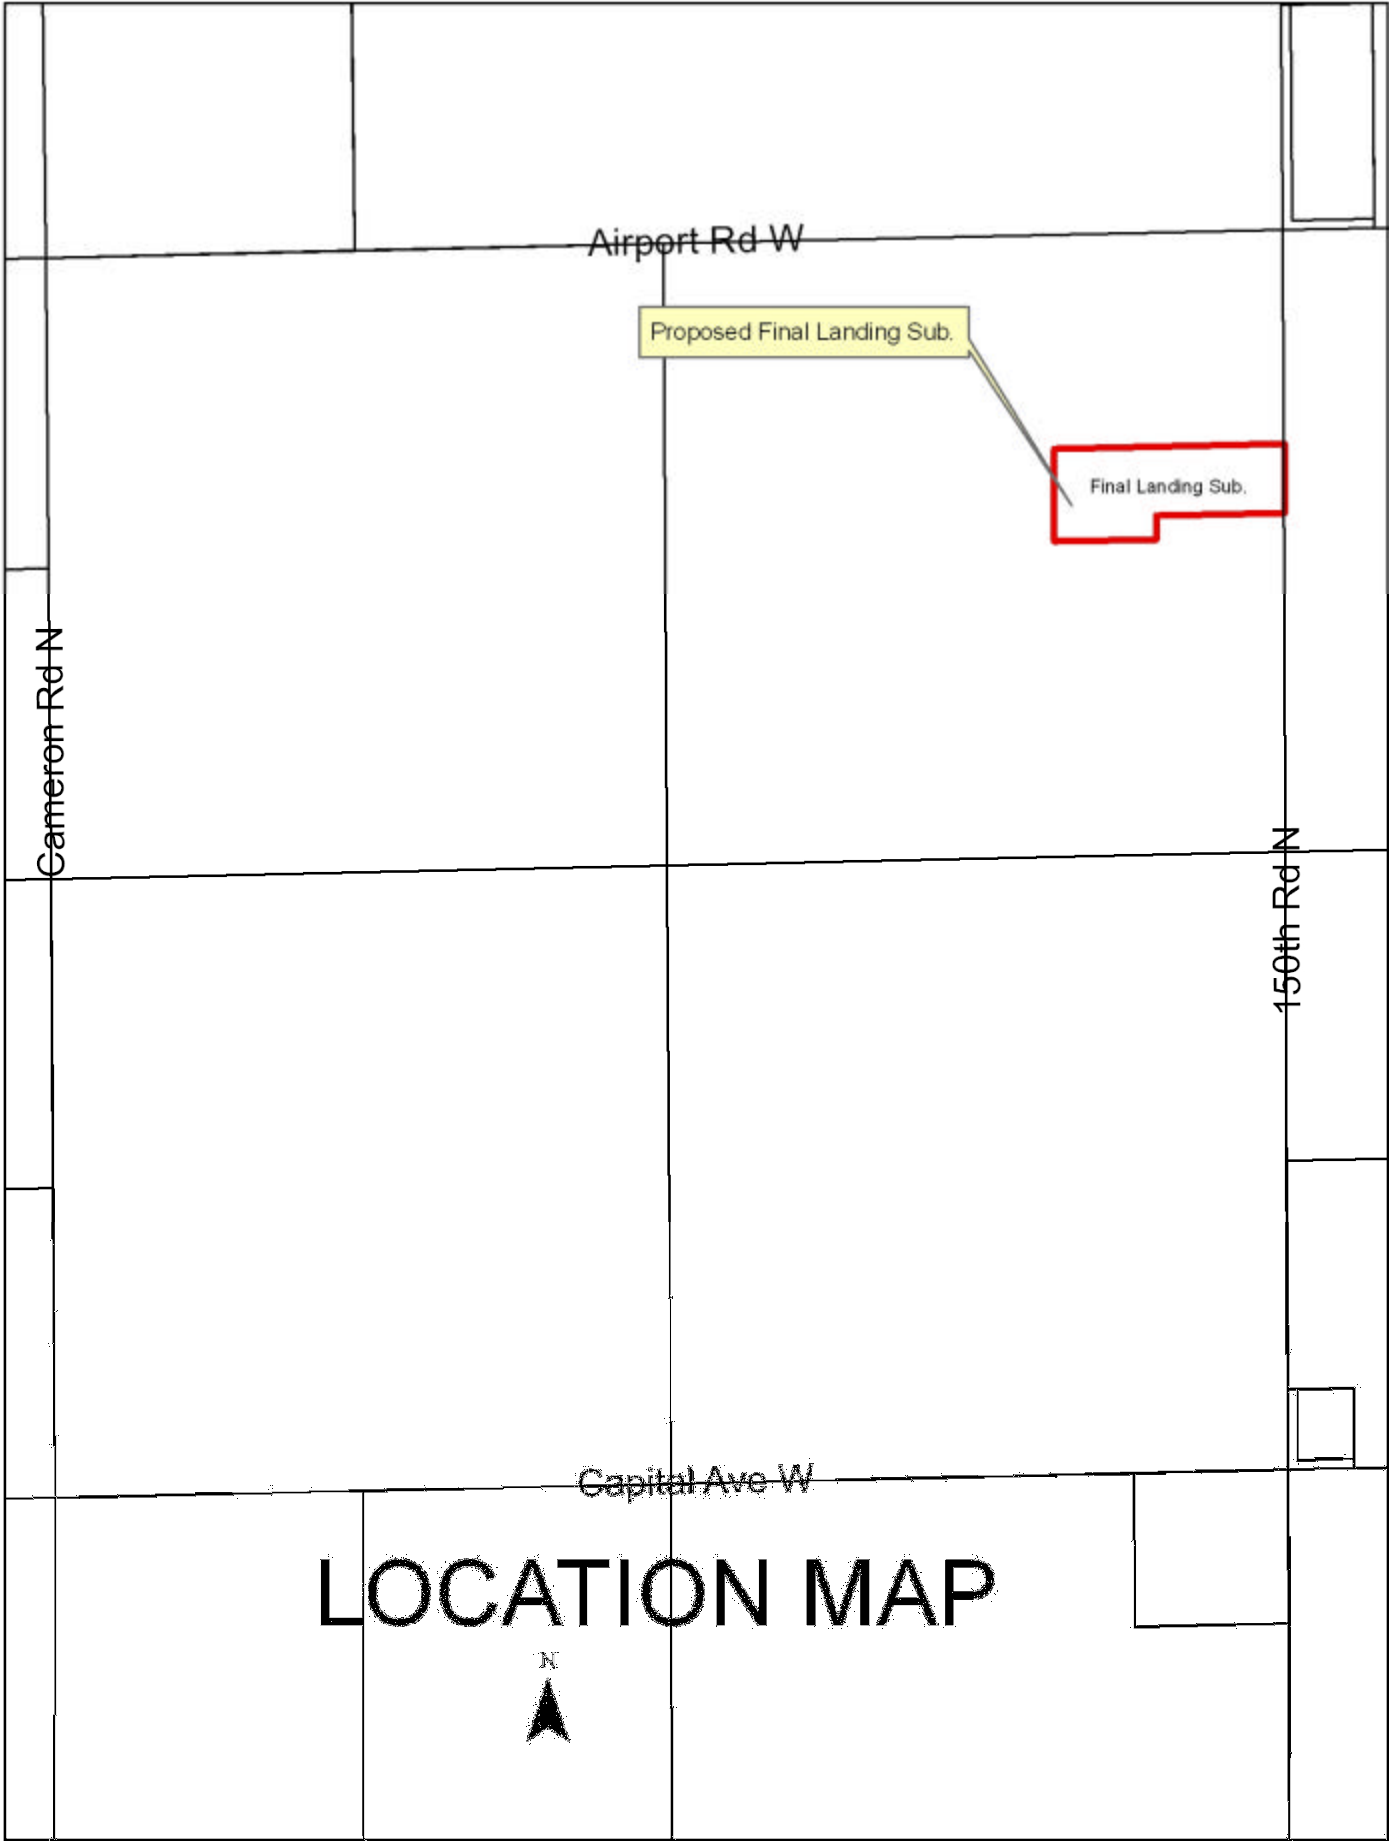 Airport Rd W
Proposed Final Landing Sub.
Final Landing Sub.
Cameron Rd N
150th Rd N
Capital Ave W
LOCATION MAP
N